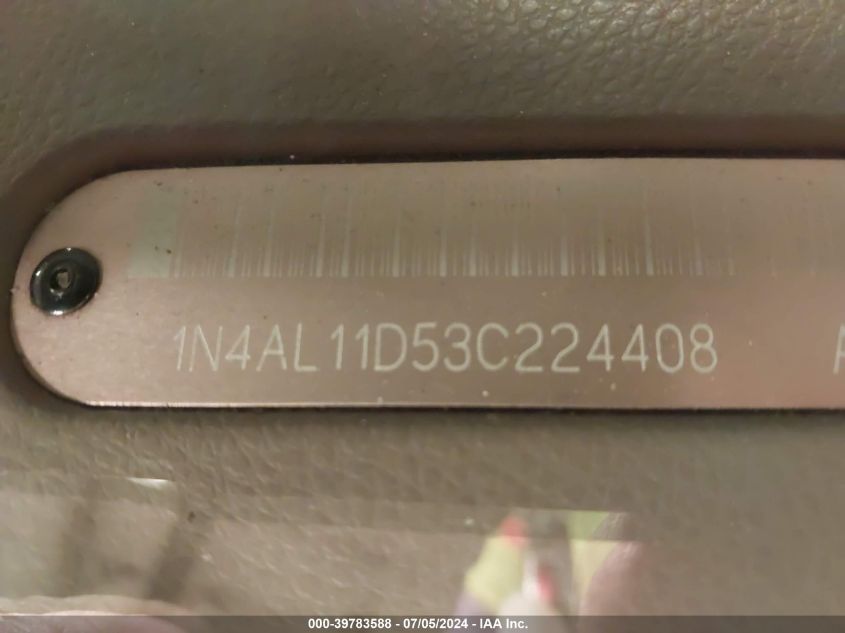 1N4AL11D53C224408
000-39783588 - 07/05/2024 - IAA Inc.